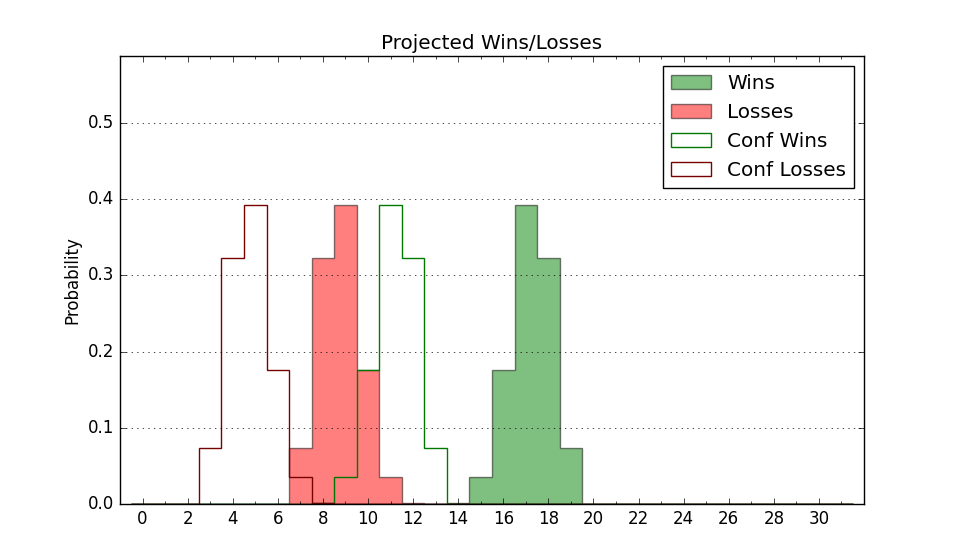 Projected Wins/Losses
Wins
Losses
Conf Wins
Conf Losses
Probability
0.5
0.4
0.3
0.2
0.1
0.0
0 2 4 6 8 10 12 14 16 18 20 22 24 26 28 30